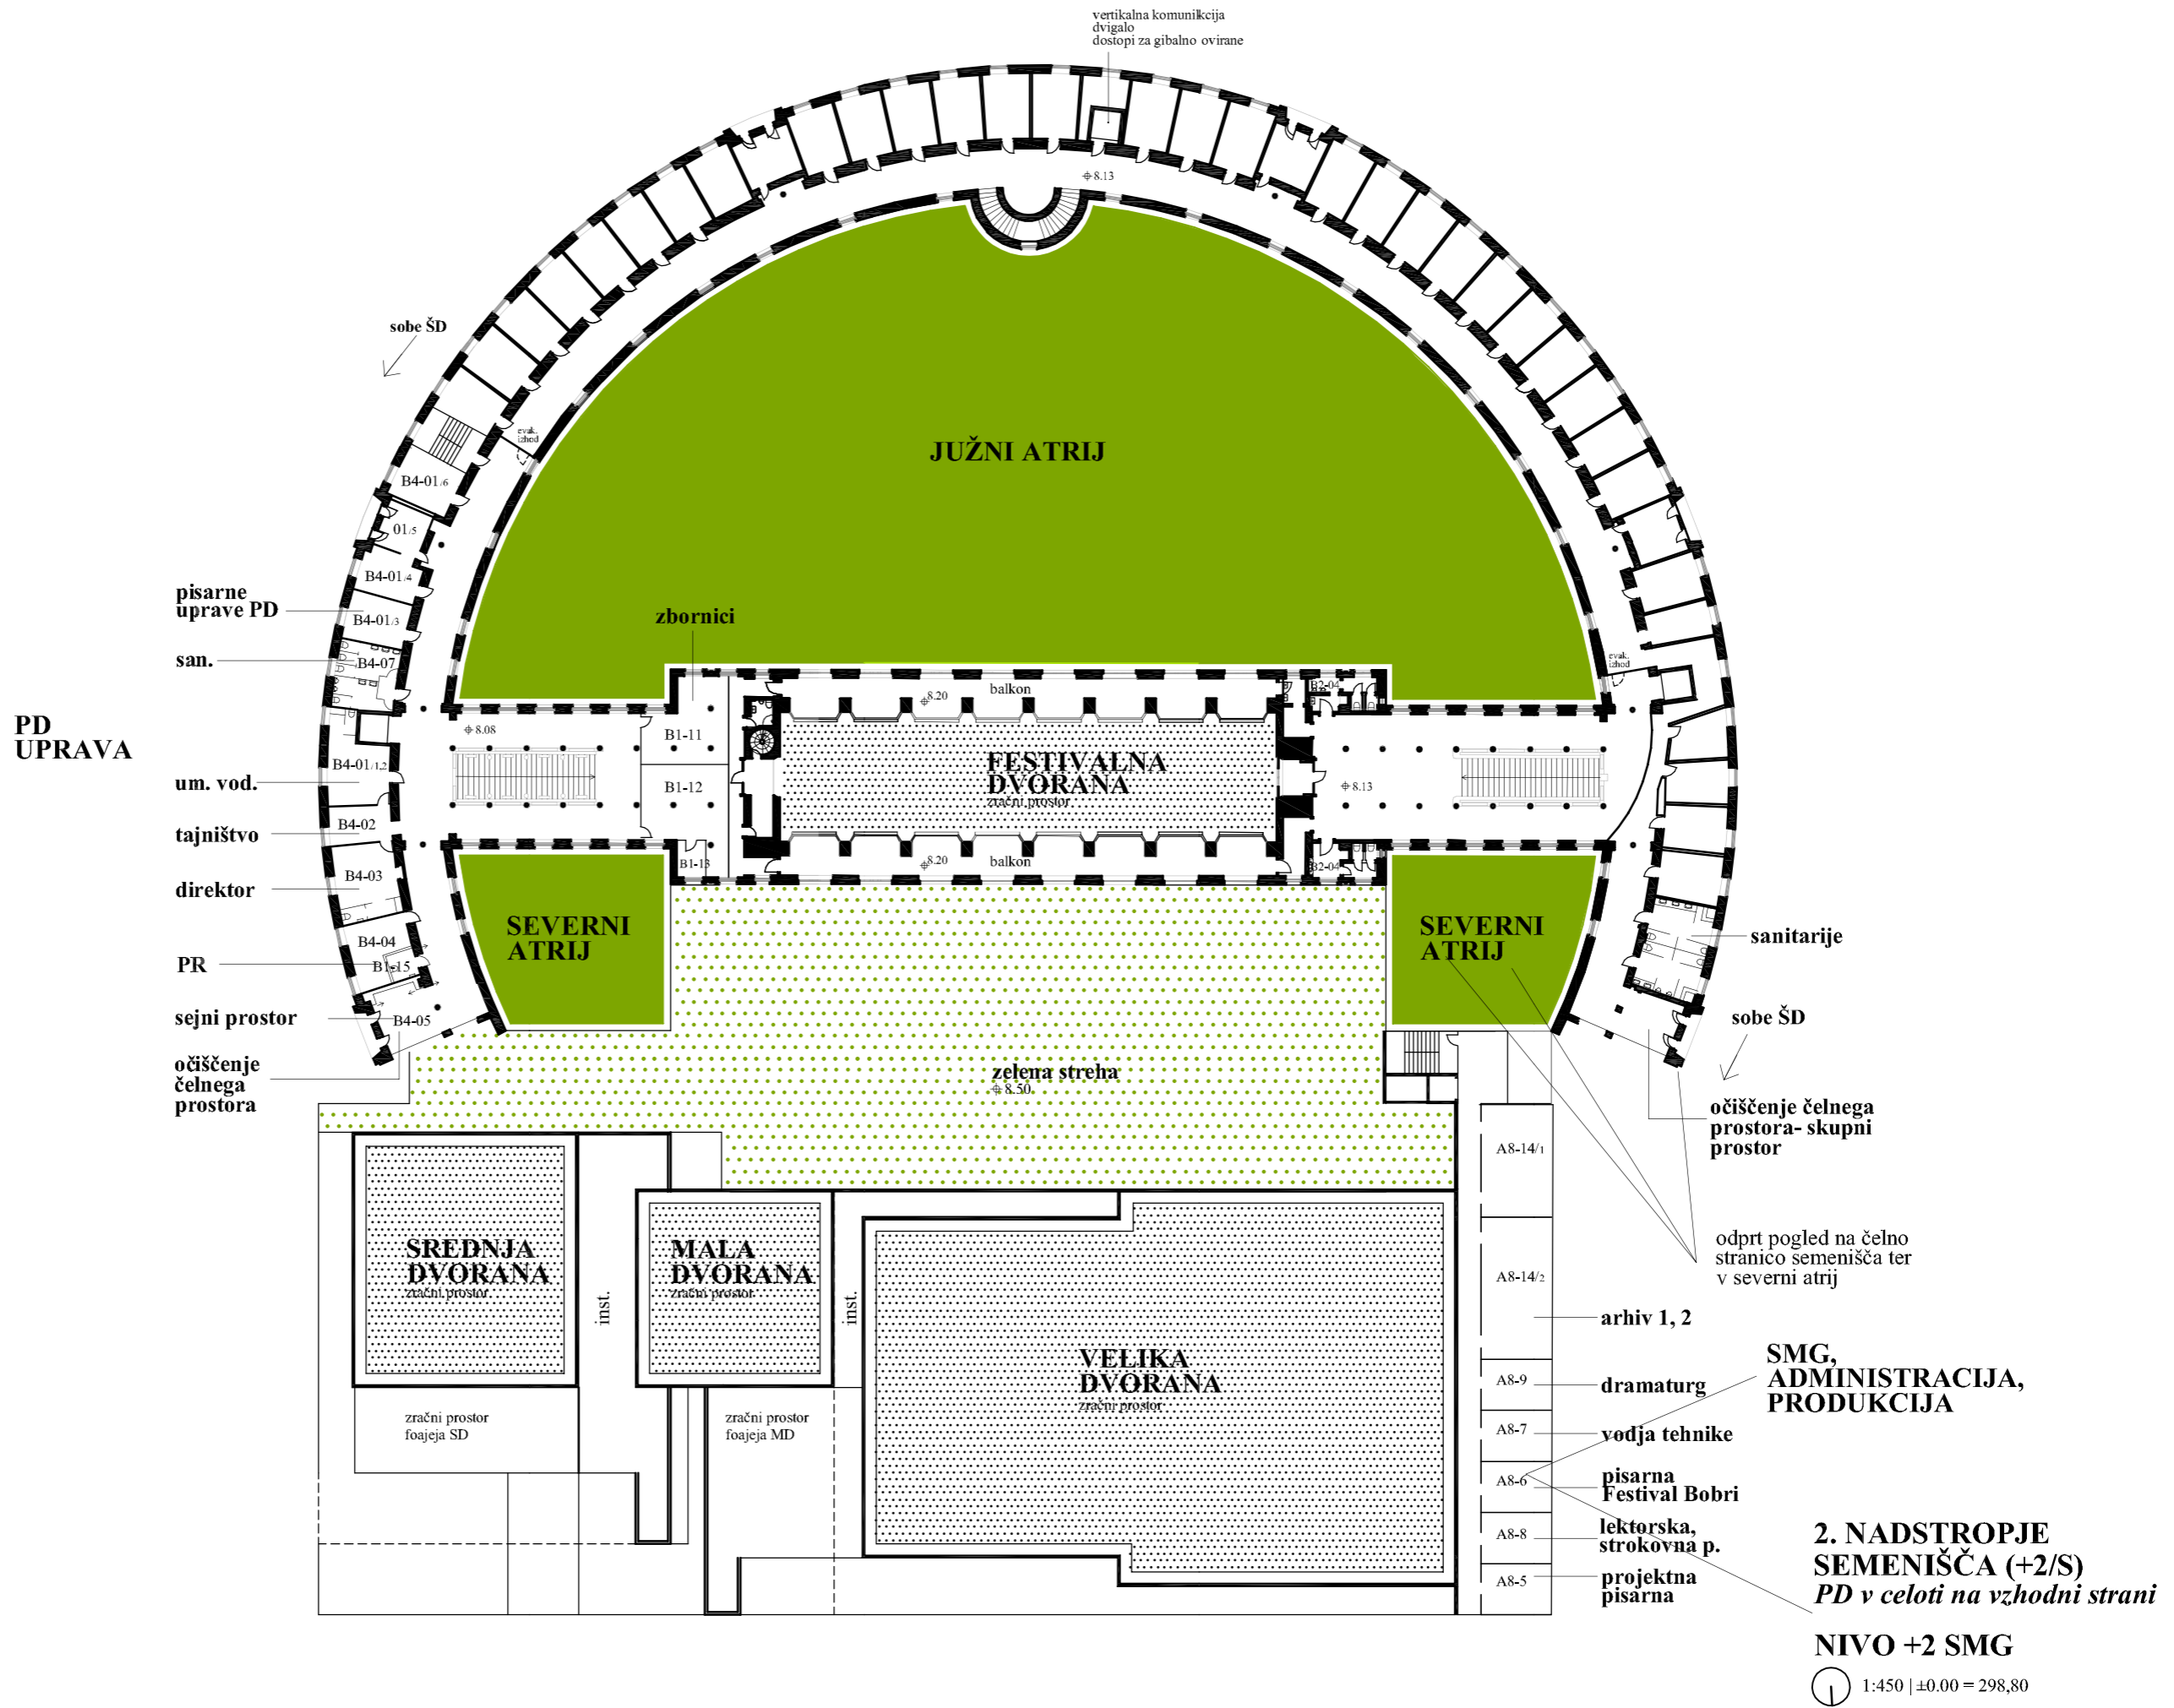 vertikalna komunilkcija
dvigalo
dostopi za gibalno ovirane
8.13
sobe ŠD
evak.
izhod
JUŽNI ATRIJ
B4-01/6
01/5
B4-01/4
pisarne
uprave PD
B4-01/3
zbornici
san.
B4-07
evak.
izhod
B2-04
8.20
balkon
PD
UPRAVA
8.08
B1-11
FESTIVALNA
DVORANA
zračni prostor
B4-01/1,2
um. vod.
B1-12
8.13
B4-02
tajništvo
B1-13
8.20
balkon
B2-04
B4-03
direktor
SEVERNI
ATRIJ
SEVERNI
ATRIJ
sanitarije
B4-04
B1-15
PR
sejni prostor
B4-05
sobe ŠD
očiščenje
čelnega
prostora
zelena streha
8.50
očiščenje čelnega
prostora- skupni
prostor
A8-14/1
SREDNJA
DVORANA
zračni prostor
MALA
DVORANA
zračni prostor
inst.
inst.
odprt pogled na čelno
stranico semenišča ter
v severni atrij
A8-14/2
arhiv 1, 2
VELIKA
DVORANA
zračni prostor
SMG,
ADMINISTRACIJA,
PRODUKCIJA
A8-9
dramaturg
zračni prostor
foajeja SD
zračni prostor
foajeja MD
A8-7
vodja tehnike
A8-6
pisarna
Festival Bobri
A8-8
lektorska,
strokovna p.
A8-5
projektna
pisarna
2. NADSTROPJE
SEMENIŠČA (+2/S)
PD v celoti na vzhodni strani
NIVO +2 SMG
1:450 | ±0.00 = 298,80